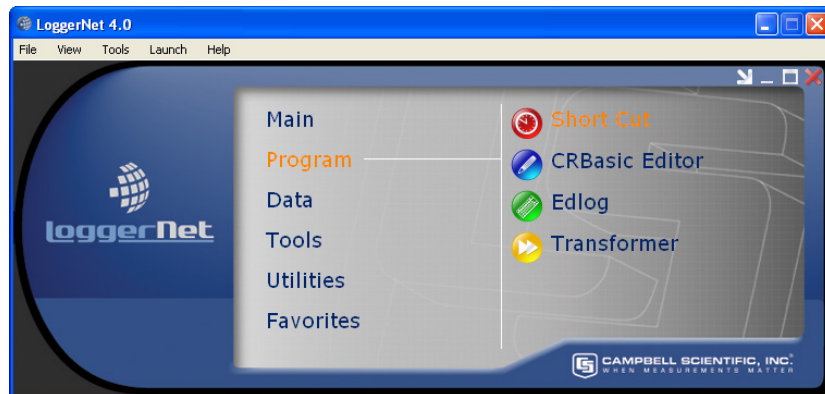 LoggerNet 4.0
File View Tools Launch Help
Main
Program
Data
Tools
Utilities
Favorites
Short Cut
CRBasic Editor
Edlog
Transformer
LoggerNet
CAMPBELL SCIENTIFIC, INC.
WHEN MEASUREMENTS MATTER